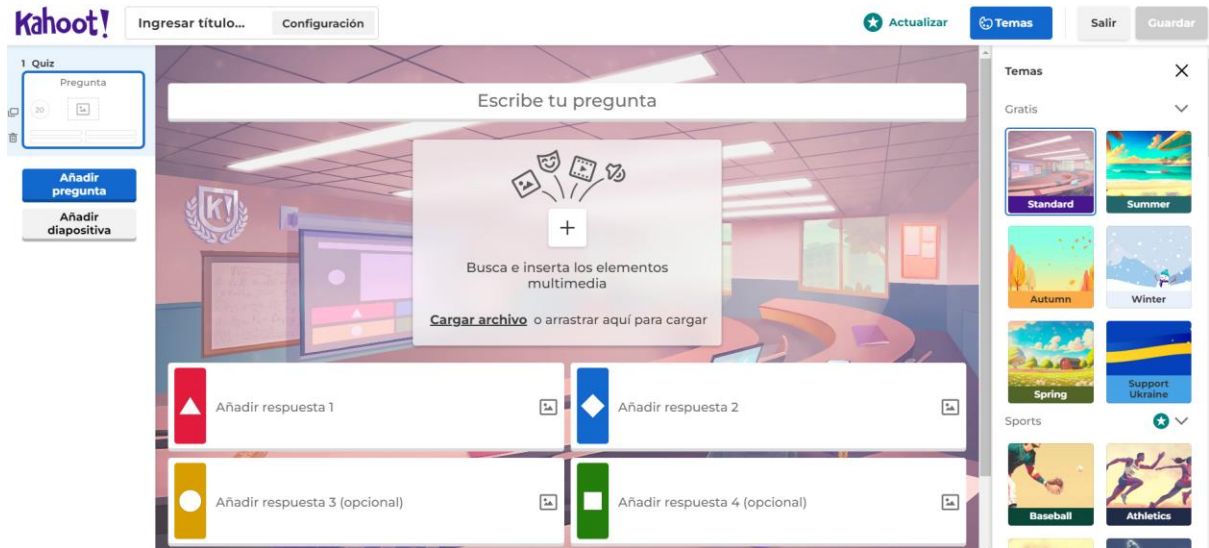 Kahoot!
Ingresar título...
Configuración
Actualizar
Temas
Salir
Guardar
1 Quiz
Pregunta
20
Añadir
pregunta
Añadir
diapositiva
Escribe tu pregunta
K!
Busca e inserta los elementos
multimedia
Cargar archivo o arrastrar aquí para cargar
Añadir respuesta 1
Añadir respuesta 2
Añadir respuesta 3 (opcional)
Añadir respuesta 4 (opcional)
Temas
Gratis
Standard
Summer
Autumn
Winter
Spring
Support
Ukraine
Sports
Baseball
Athletics